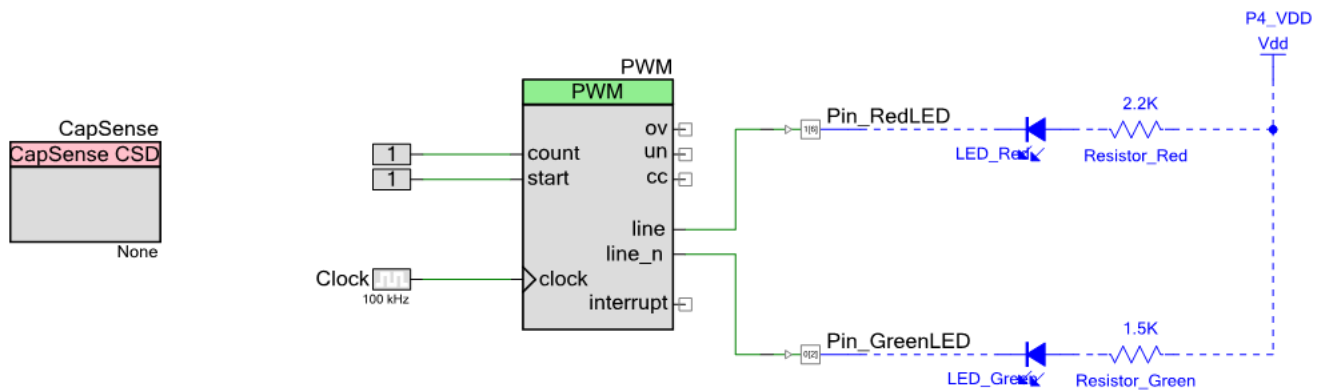 CapSense
CapSense CSD
None
1
1
Clock
100 kHz
PWM
PWM
count
start
clock
ov
un
cc
line
line_n
interrupt
1[6]
Pin_RedLED
LED_Red
2.2K
Resistor_Red
P4_VDD
Vdd
0[2]
Pin_GreenLED
LED_Green
1.5K
Resistor_Green